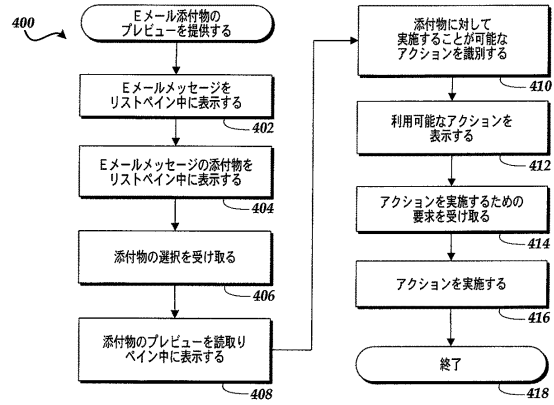 400
Eメール添付物の
プレビューを提供する
Eメールメッセージを
リストペイン中に表示する
402
Eメールメッセージの添付物を
リストペイン中に表示する
404
添付物の選択を受け取る
406
添付物のプレビューを読取り
ペイン中に表示する
408
添付物に対して
実施することが可能な
アクションを識別する
410
利用可能なアクションを
表示する
412
アクションを実施するための
要求を受け取る
414
アクションを実施する
416
終了
418